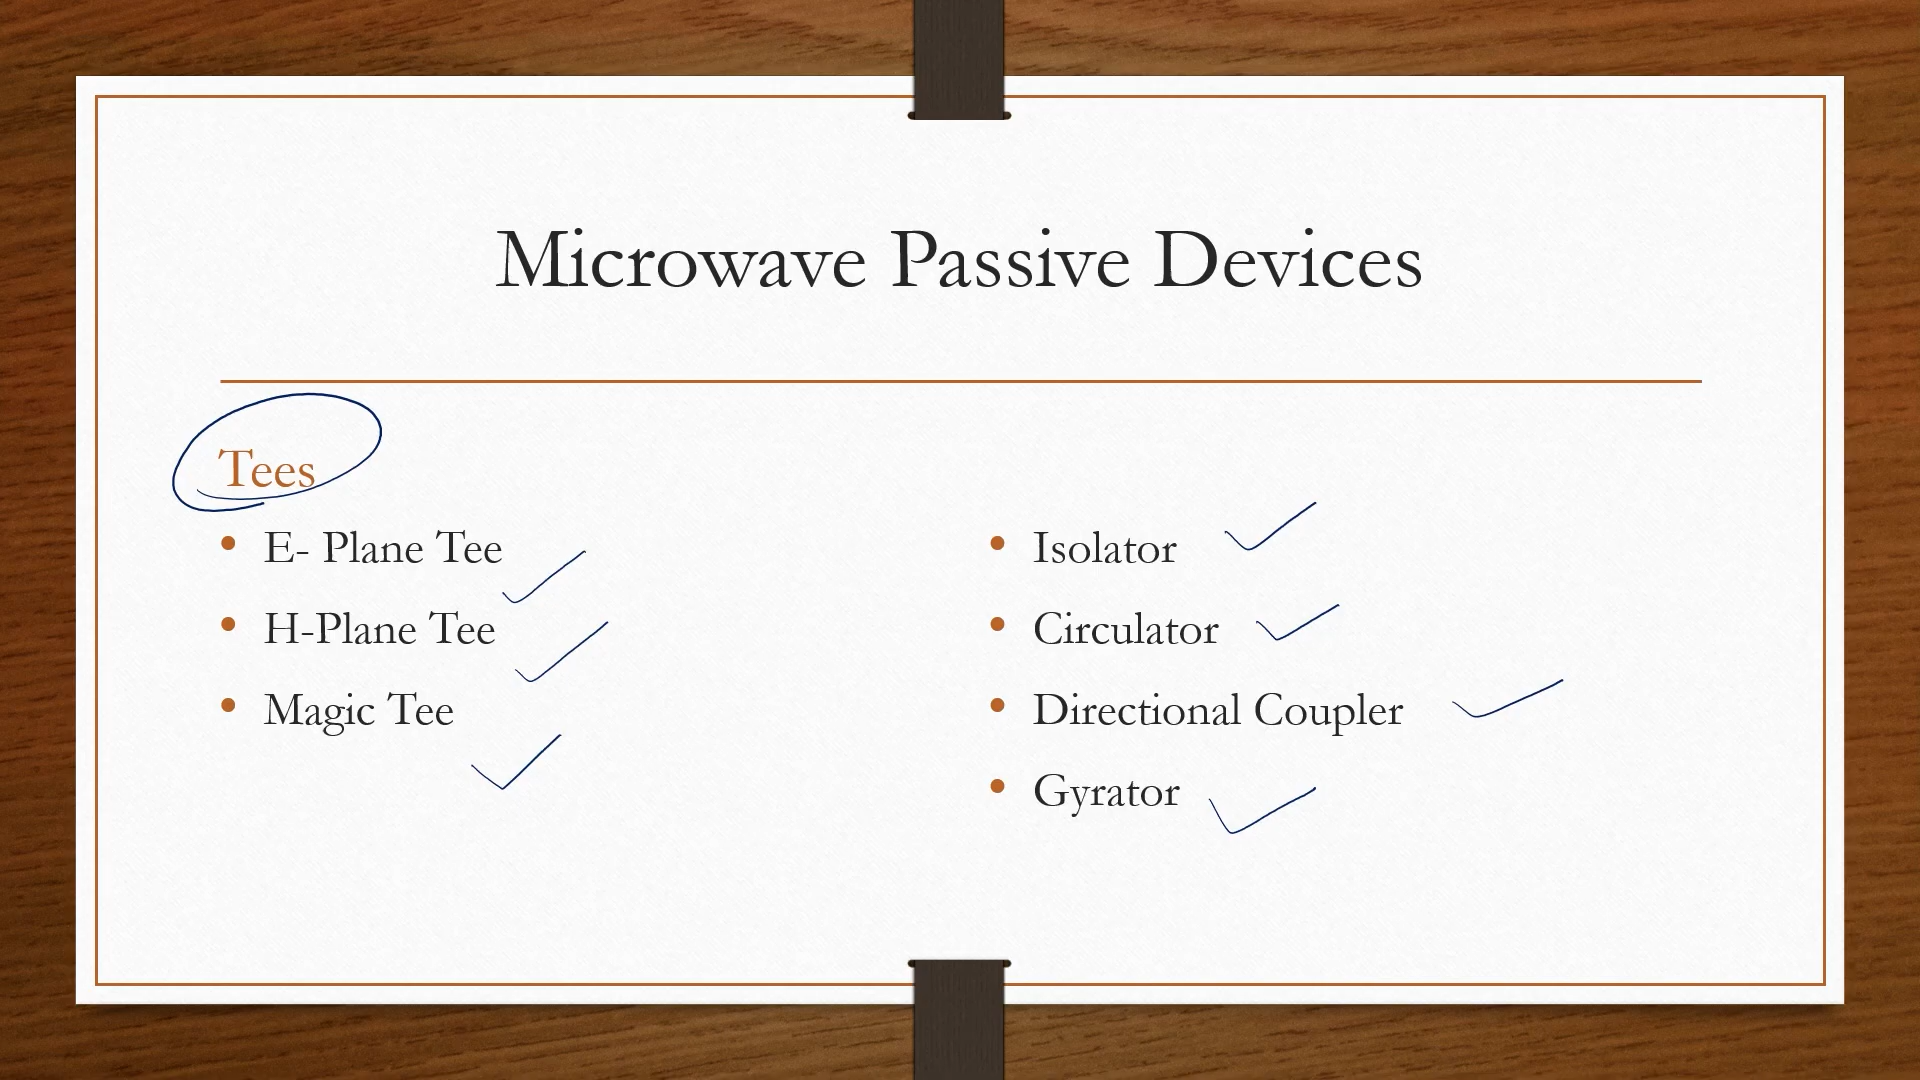 Microwave Passive Devices
Tees
• E- Plane Tee
• H-Plane Tee
• Magic Tee
• Isolator
• Circulator
• Directional Coupler
• Gyrator